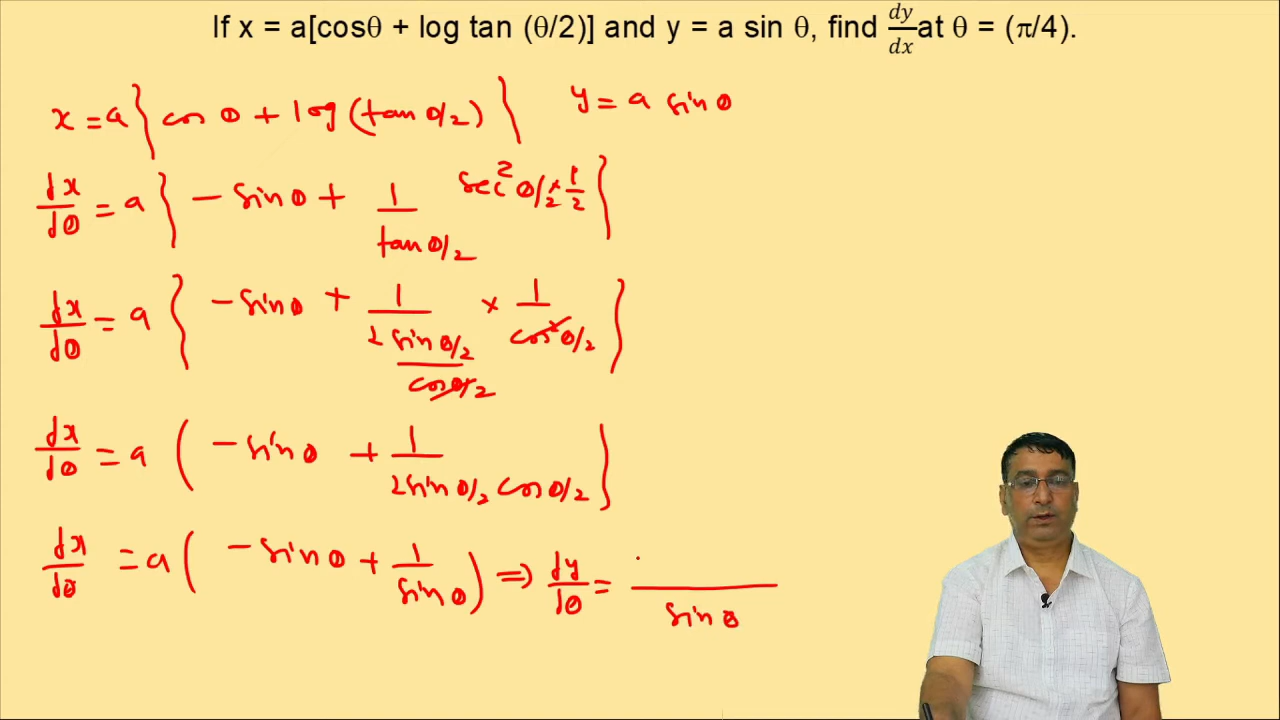 If x = a[cosθ + log tan (θ/2)] and y = a sin θ, find dy/dx at θ = (π/4).
x = a { cos θ + log (tan θ/2) } y = a sin θ
dx/dθ = a { - sin θ + 1/tan θ/2 sec² θ/2 × 1/2 }
dx/dθ = a { - sin θ + 1/(2 sin θ/2 / cos θ/2) × 1/cos² θ/2 }
dx/dθ = a ( - sin θ + 1/(2 sin θ/2 cos θ/2) )
dx/dθ = a ( - sin θ + 1/sin θ ) ⇒ dy/dθ = /sin θ